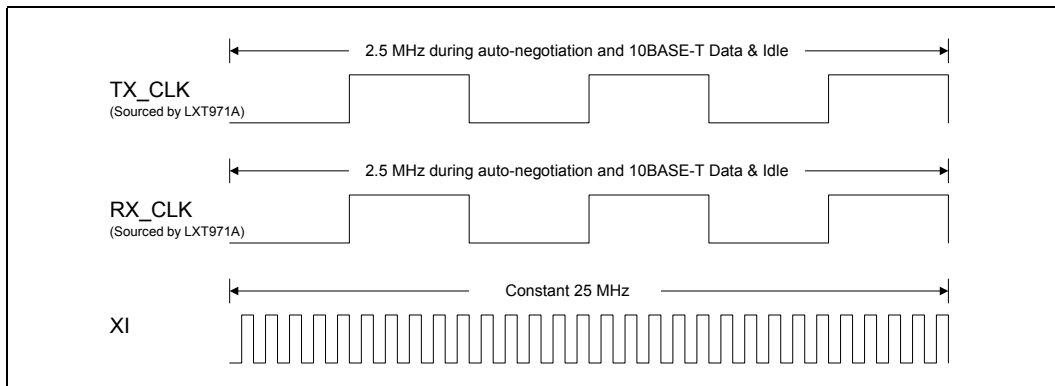 2.5 MHz during auto-negotiation and 10BASE-T Data & Idle
TX_CLK
(Sourced by LXT971A)
2.5 MHz during auto-negotiation and 10BASE-T Data & Idle
RX_CLK
(Sourced by LXT971A)
Constant 25 MHz
XI